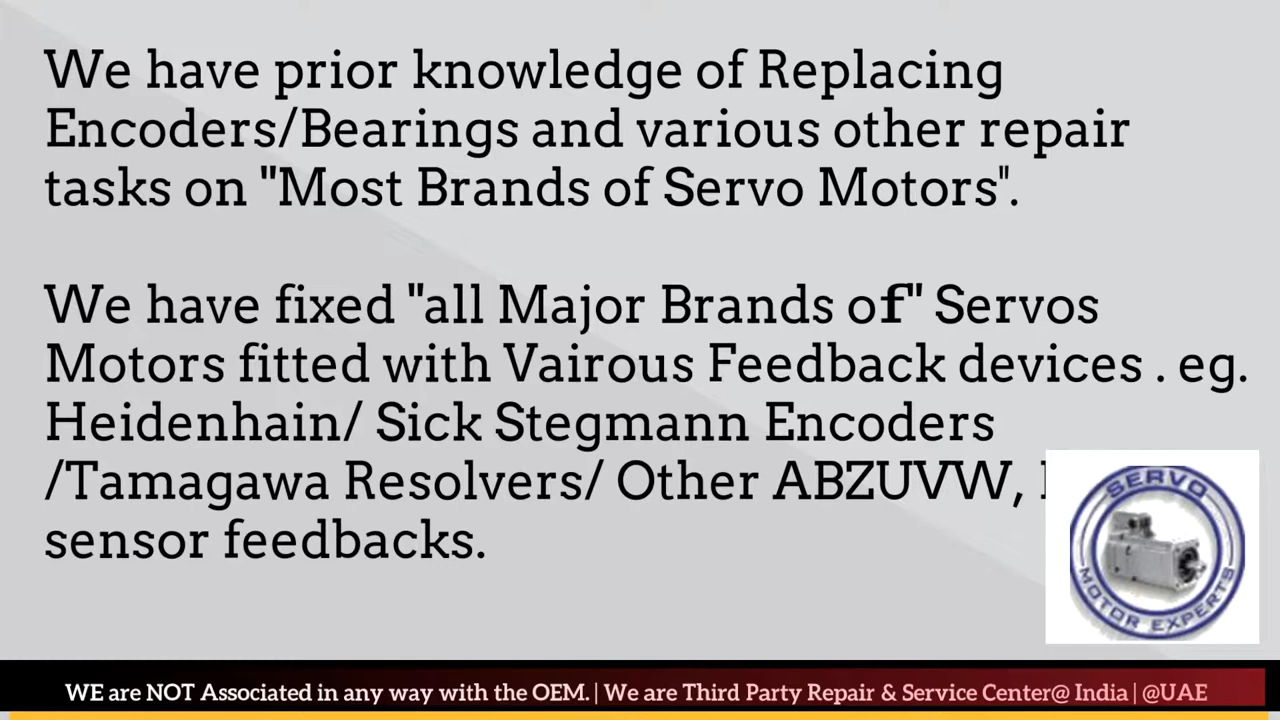 We have prior knowledge of Replacing
Encoders/Bearings and various other repair
tasks on "Most Brands of Servo Motors".
We have fixed "all Major Brands of" Servos
Motors fitted with Vairous Feedback devices . eg.
Heidenhain/ Sick Stegmann Encoders
/Tamagawa Resolvers/ Other ABZUVW,
sensor feedbacks.
SERVO
MOTOR EXPERTS
WE are NOT Associated in any way with the OEM. | We are Third Party Repair & Service Center@ India | @UAE